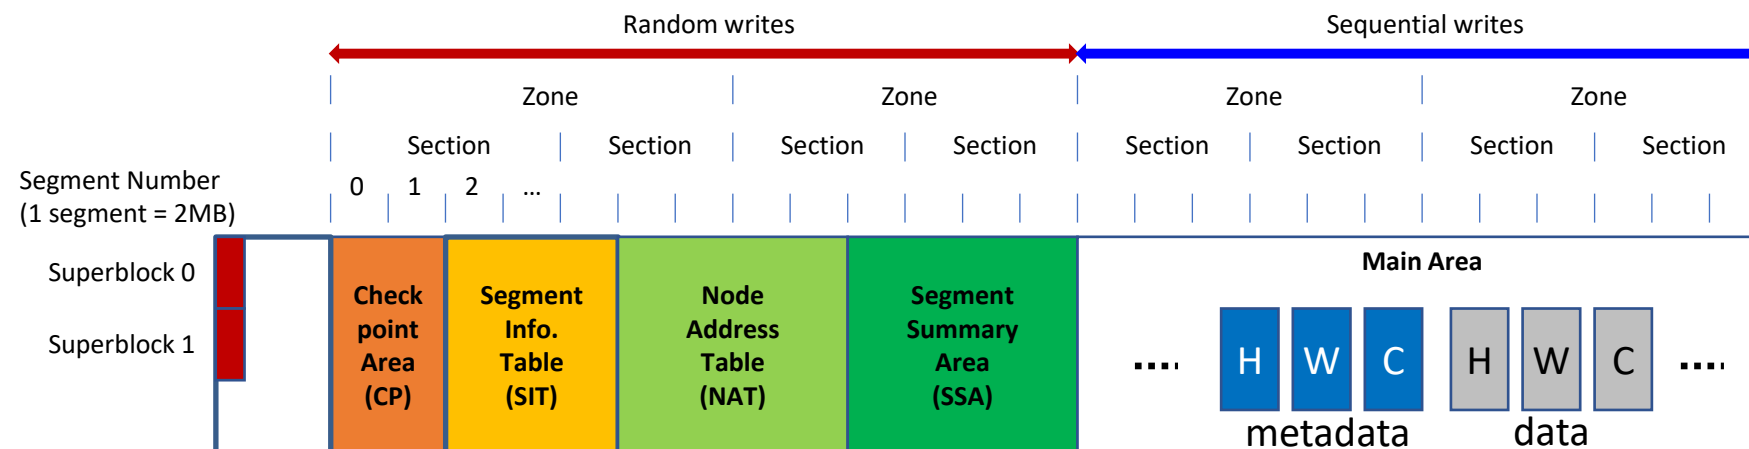 Random writes
Sequential writes
Zone Zone Zone Zone
Section Section Section Section Section Section Section
Segment Number
(1 segment = 2MB)
0 1 2 ...
Superblock 0
Superblock 1
Check
point
Area
(CP)
Segment
Info.
Table
(SIT)
Node
Address
Table
(NAT)
Segment
Summary
Area
(SSA)
Main Area
.... H W C H W C ....
metadata data